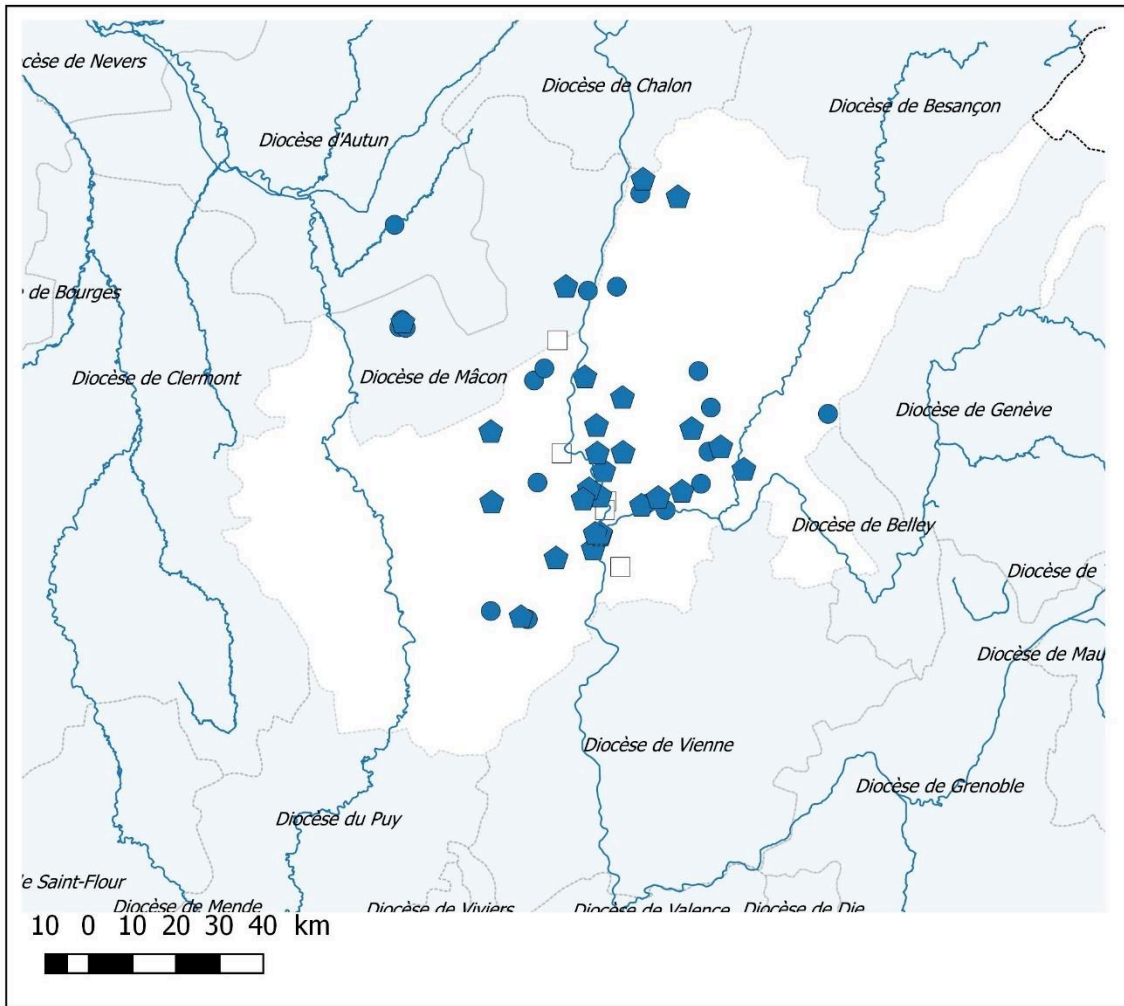 cèse de Nevers
Diocèse de Chalon
Diocèse de Besançon
Diocèse d'Autun
de Bourges
Diocèse de Clermont
Diocèse de Mâcon
Diocèse de Genève
Diocèse de Belley
Diocèse de
Diocèse de Mau
Diocèse de Vienne
Diocèse de Grenoble
Diocèse du Puy
le Saint-Flour
Diocèse de Mende
Diocèse de Viviers
Diocèse de Valence
Diocèse de Die
10 0 10 20 30 40 km